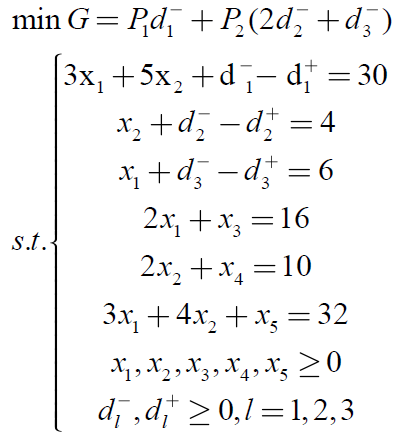 min G = P₁d₁⁻ + P₂(2d₂⁻ + d₃⁻)
3x₁ + 5x₂ + d₁⁻ − d₁⁺ = 30
x₂ + d₂⁻ − d₂⁺ = 4
x₁ + d₃⁻ − d₃⁺ = 6
s.t.
2x₁ + x₃ = 16
2x₂ + x₄ = 10
3x₁ + 4x₂ + x₅ = 32
x₁, x₂, x₃, x₄, x₅ ≥ 0
dₗ⁻, dₗ⁺ ≥ 0, l = 1, 2, 3